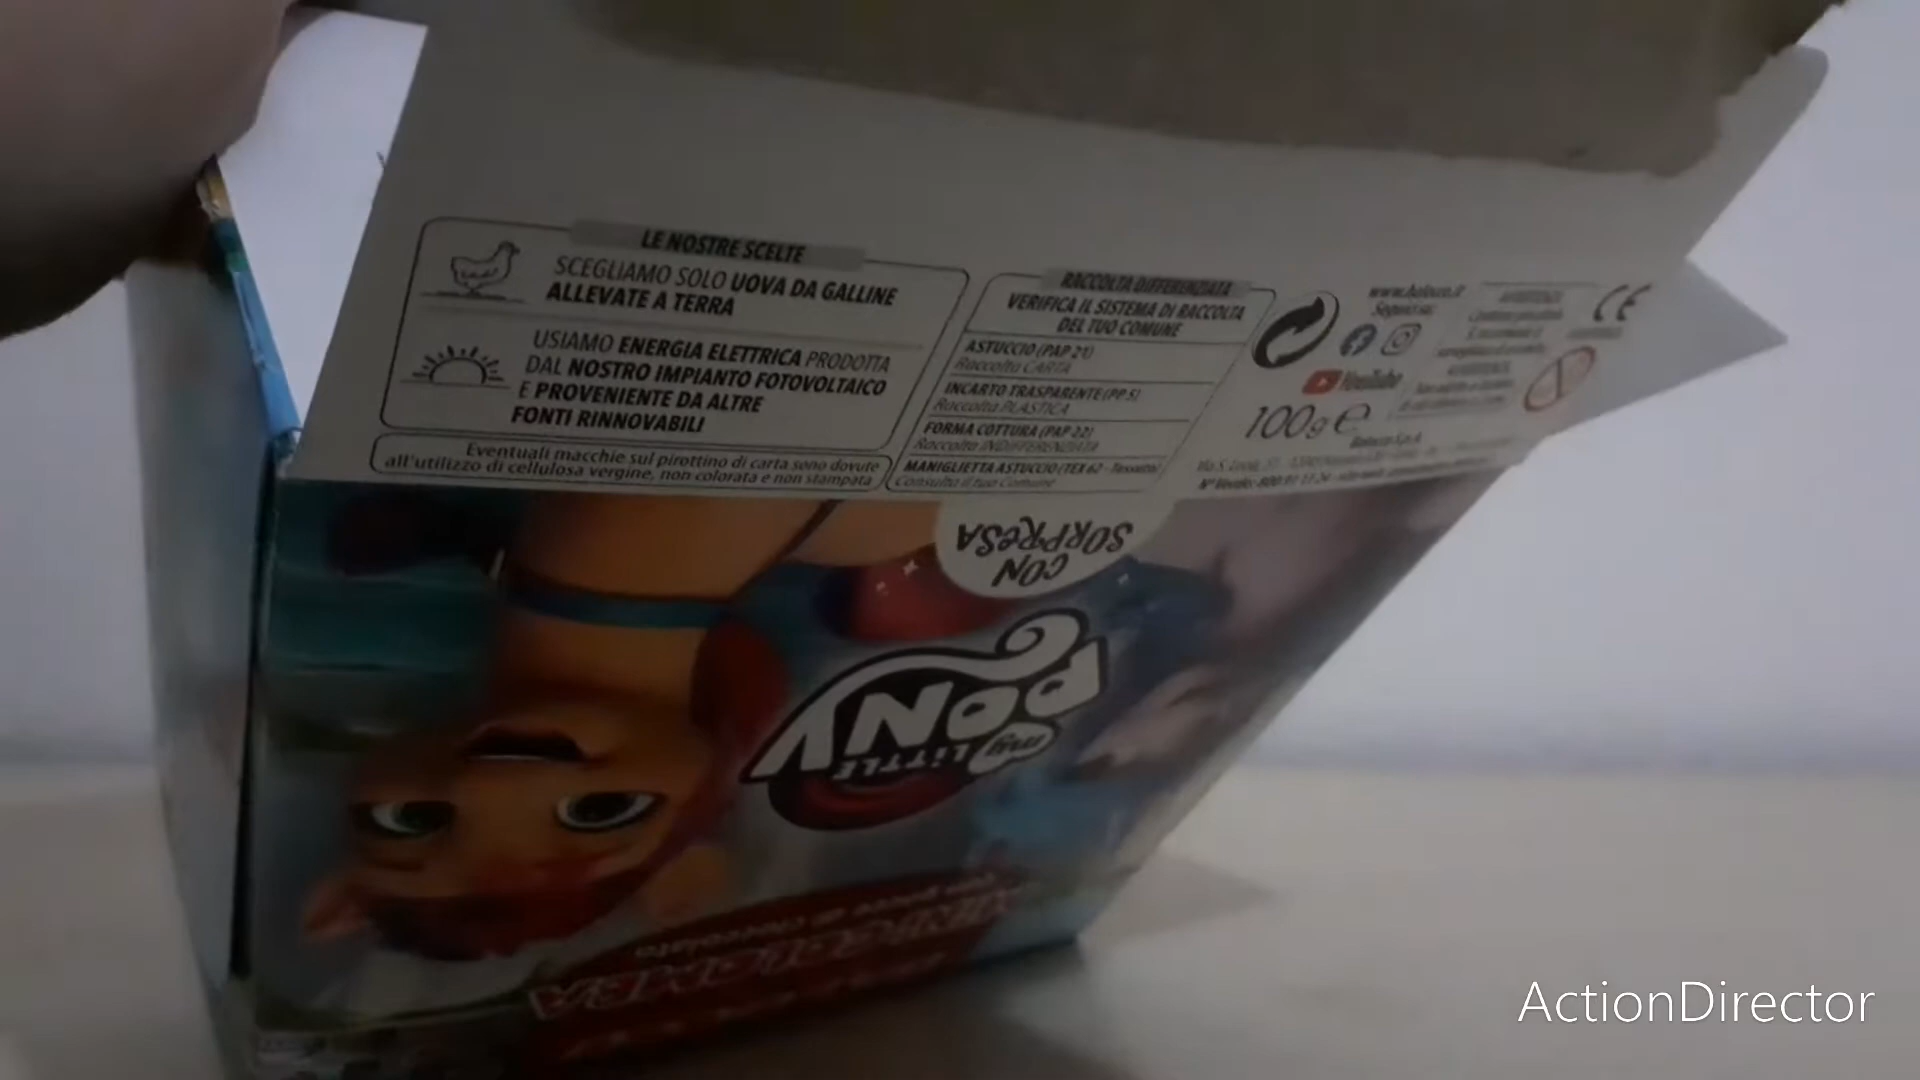 LE NOSTRE SCELTE
SCEGLIAMO SOLO UOVA DA GALLINE
ALLEVATE A TERRA
USIAMO ENERGIA ELETTRICA PRODOTTA
DAL NOSTRO IMPIANTO FOTOVOLTAICO
E PROVENIENTE DA ALTRE
FONTI RINNOVABILI
Eventuali macchie sul pirottino di carta sono dovute
all'utilizzo di cellulosa vergine, non colorata e non stampata
RACCOLTA DIFFERENZIATA
VERIFICA IL SISTEMA DI RACCOLTA
DEL TUO COMUNE
ASTUCCIO (PAP 21)
Raccolta CARTA
INCARTO TRASPARENTE (PP 5)
Raccolta PLASTICA
FORMA COTTURA (PAP 22)
Raccolta INDIFFERENZIATA
MANIGLIETTA ASTUCCIO (TEX 62 - Tessuto)
Consulta il tuo Comune
Seguici su:
YouTube
100g e
CE
CON
SORPRESA
my
LITTLE
PONY
di cioccolato
ActionDirector